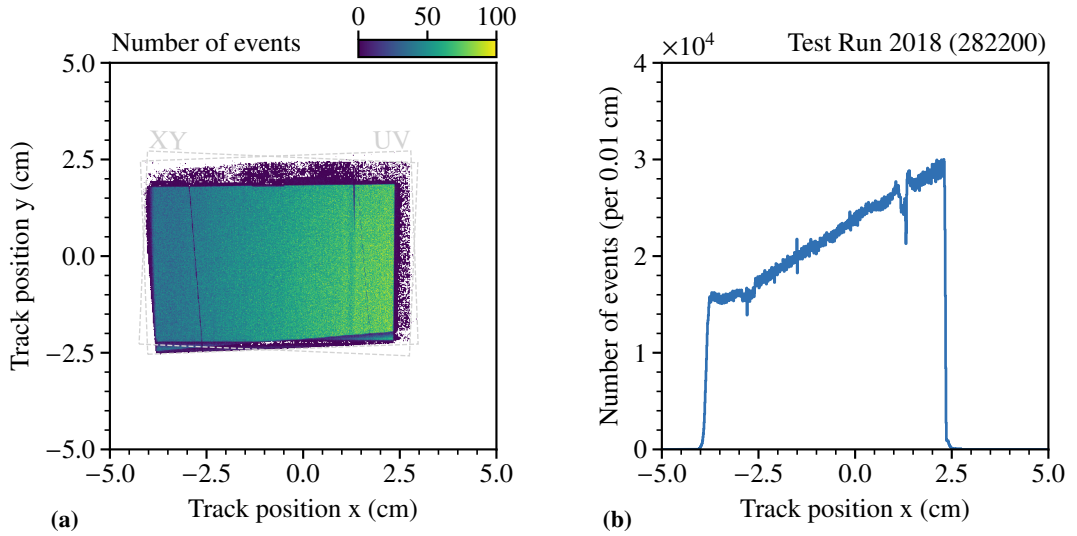 0 50 100
Number of events
5.0
2.5
0.0
−2.5
−5.0
Track position y (cm)
XY
UV
−5.0 −2.5 0.0 2.5 5.0
Track position x (cm)
(a)
×10⁴
Test Run 2018 (282200)
4
3
2
1
0
Number of events (per 0.01 cm)
−5.0 −2.5 0.0 2.5 5.0
Track position x (cm)
(b)